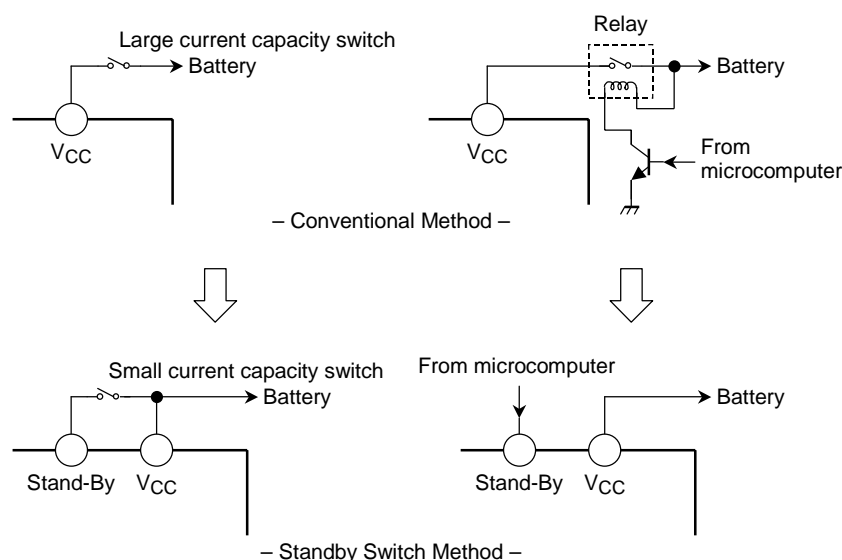 Large current capacity switch
Battery
VCC
Relay
Battery
VCC
From
microcomputer
– Conventional Method –
Small current capacity switch
Battery
Stand-By
VCC
From microcomputer
Battery
Stand-By
VCC
– Standby Switch Method –